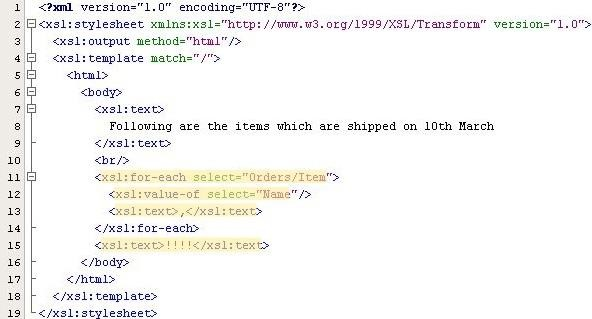 1 <?xml version="1.0" encoding="UTF-8"?>
2 <xsl:stylesheet xmlns:xsl="http://www.w3.org/1999/XSL/Transform" version="1.0">
3 <xsl:output method="html"/>
4 <xsl:template match="/">
5 <html>
6 <body>
7 <xsl:text>
8 Following are the items which are shipped on 10th March
9 </xsl:text>
10 <br/>
11 <xsl:for-each select="Orders/Item">
12 <xsl:value-of select="Name"/>
13 <xsl:text>,</xsl:text>
14 </xsl:for-each>
15 <xsl:text>!!!!</xsl:text>
16 </body>
17 </html>
18 </xsl:template>
19 </xsl:stylesheet>